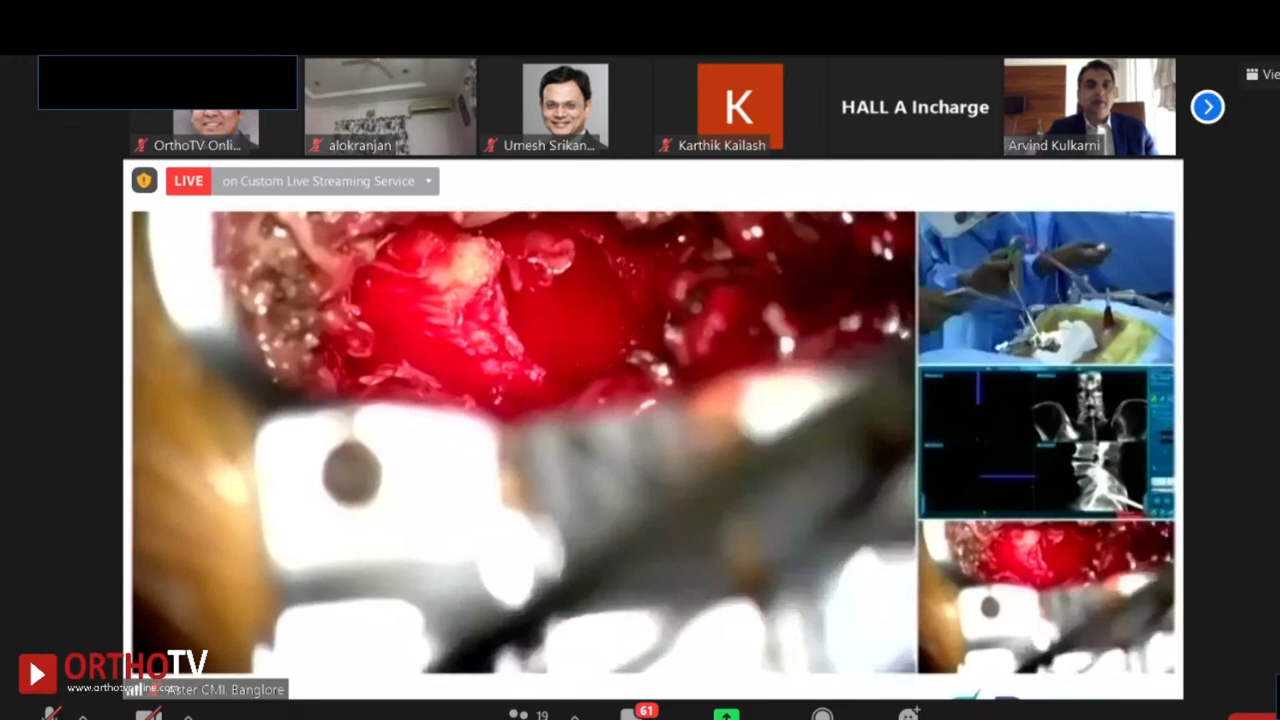 OrthoTV Onli...
alokranjan
Umesh Srikan...
Karthik Kailash
K
HALL A Incharge
Arvind Kulkarni
LIVE
on Custom Live Streaming Service
ORTHOTV
Aster CMI, Banglore
19
61